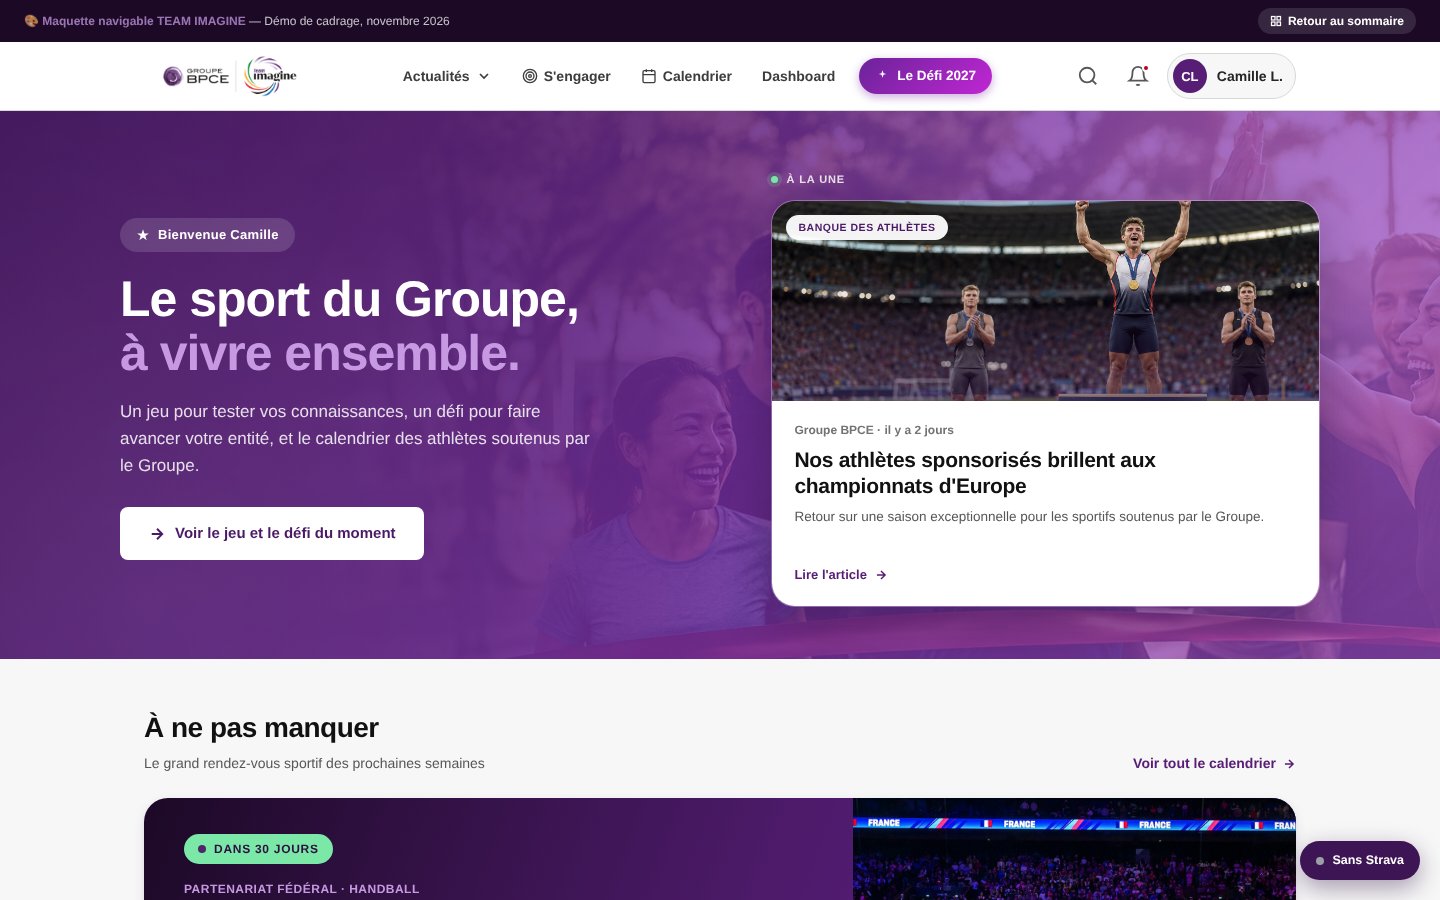 🎨 Maquette navigable TEAM IMAGINE — Démo de cadrage, novembre 2026
Retour au sommaire
GROUPE
BPCE
team
imagine
Actualités
S'engager
Calendrier
Dashboard
Le Défi 2027
CL
Camille L.
À LA UNE
★ Bienvenue Camille
Le sport du Groupe,
à vivre ensemble.
Un jeu pour tester vos connaissances, un défi pour faire
avancer votre entité, et le calendrier des athlètes soutenus par
le Groupe.
→ Voir le jeu et le défi du moment
BANQUE DES ATHLÈTES
Groupe BPCE · il y a 2 jours
Nos athlètes sponsorisés brillent aux
championnats d'Europe
Retour sur une saison exceptionnelle pour les sportifs soutenus par le Groupe.
Lire l'article →
À ne pas manquer
Le grand rendez-vous sportif des prochaines semaines
Voir tout le calendrier →
DANS 30 JOURS
PARTENARIAT FÉDÉRAL · HANDBALL
FRANCE
FRANCE
FRANCE
FRAN
Sans Strava